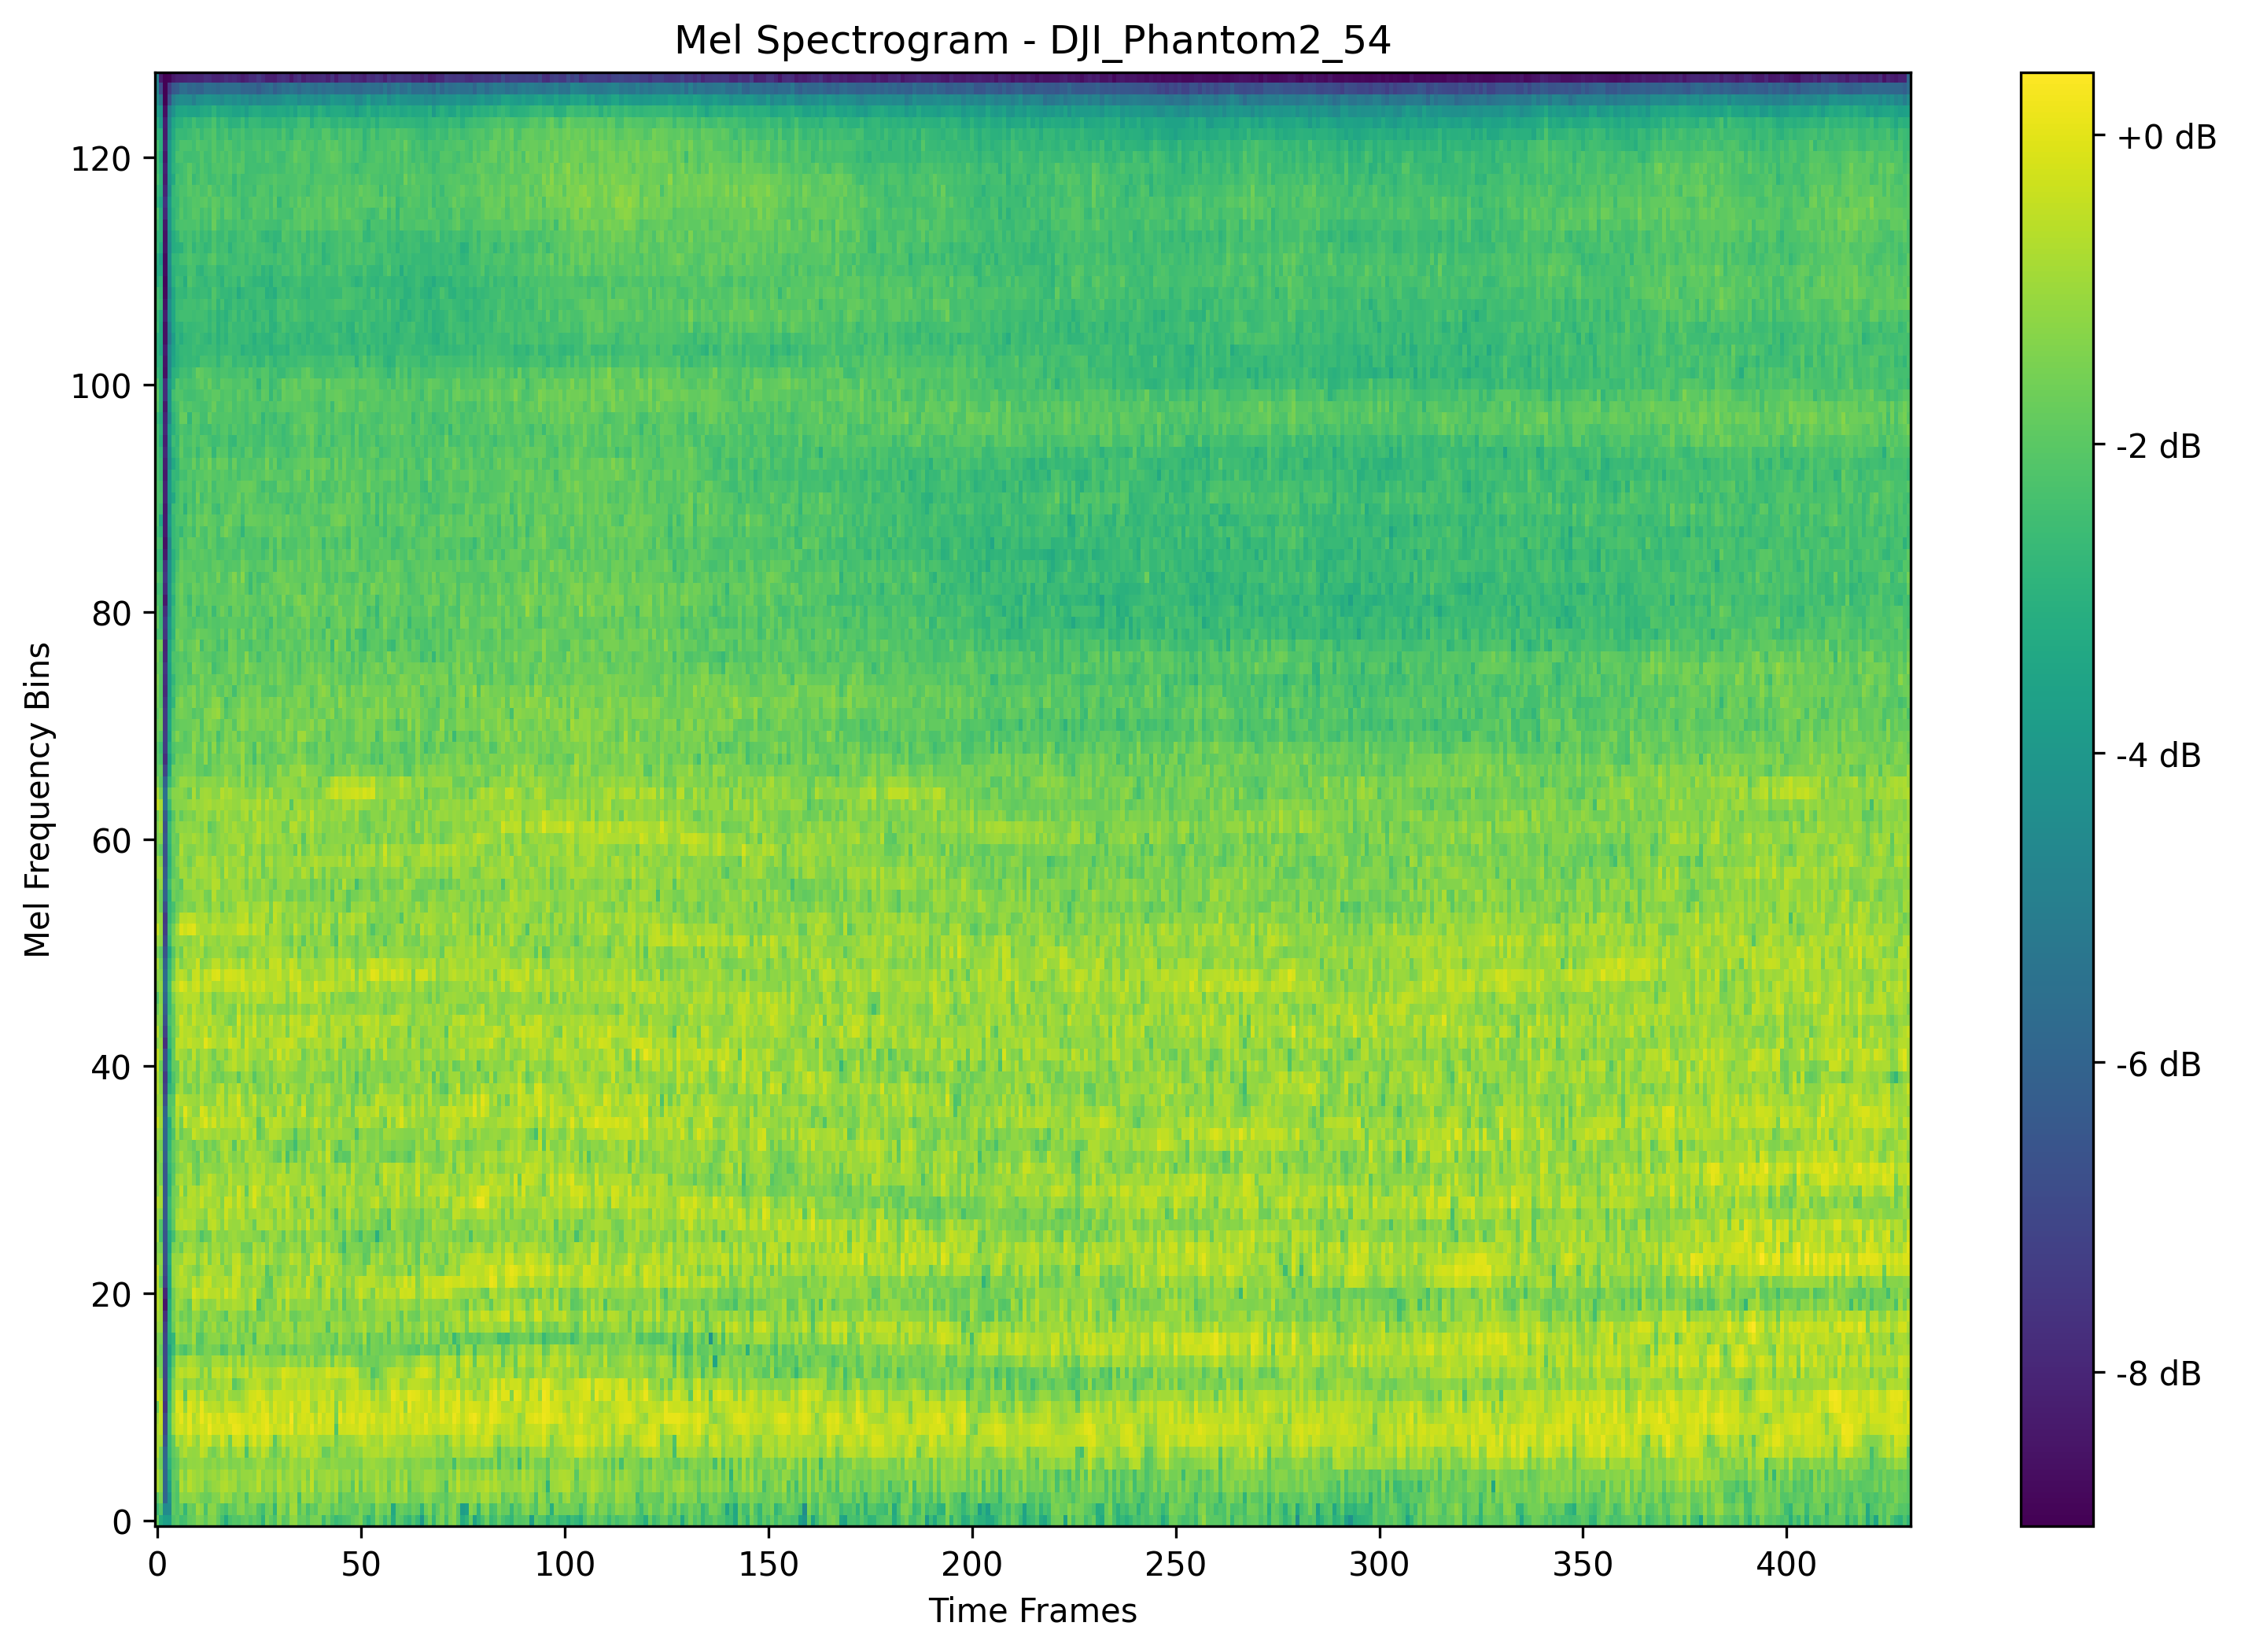 Mel Spectrogram - DJI_Phantom2_54
Mel Frequency Bins
120
100
80
60
40
20
0
0 50 100 150 200 250 300 350 400
Time Frames
+0 dB
-2 dB
-4 dB
-6 dB
-8 dB